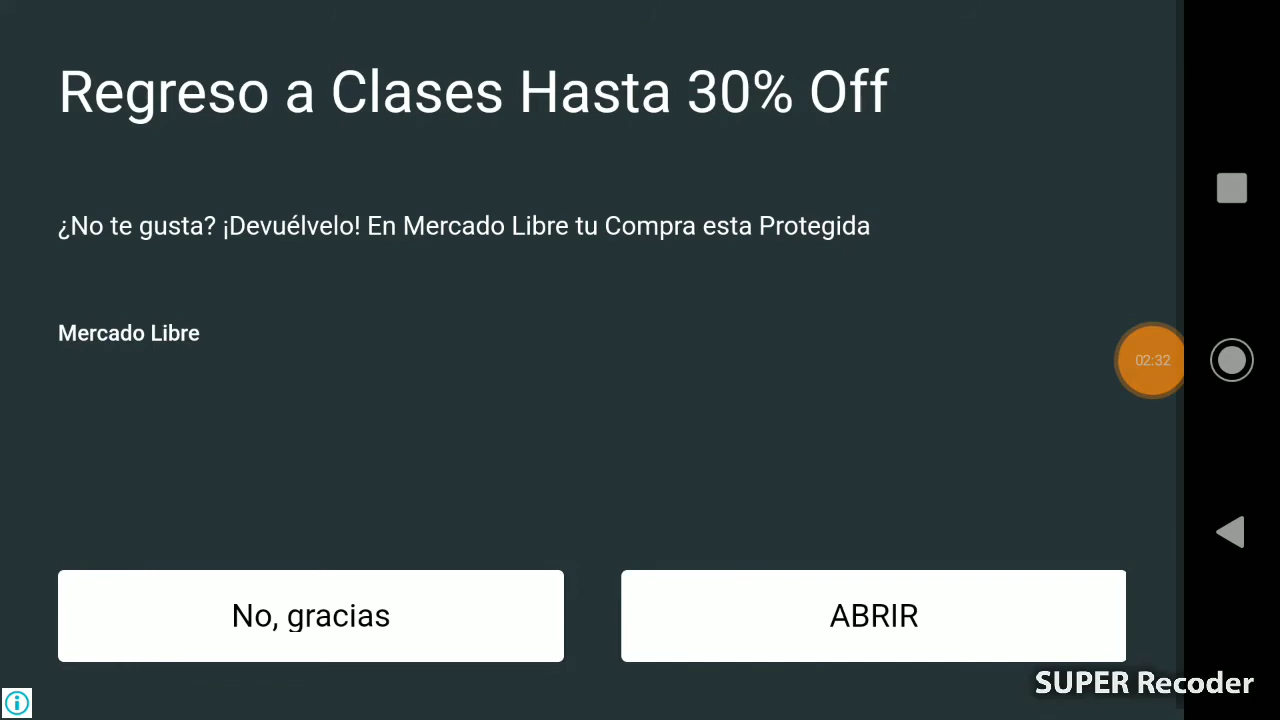 Regreso a Clases Hasta 30% Off
¿No te gusta? ¡Devuélvelo! En Mercado Libre tu Compra esta Protegida
Mercado Libre
02:32
No, gracias
ABRIR
SUPER Recoder